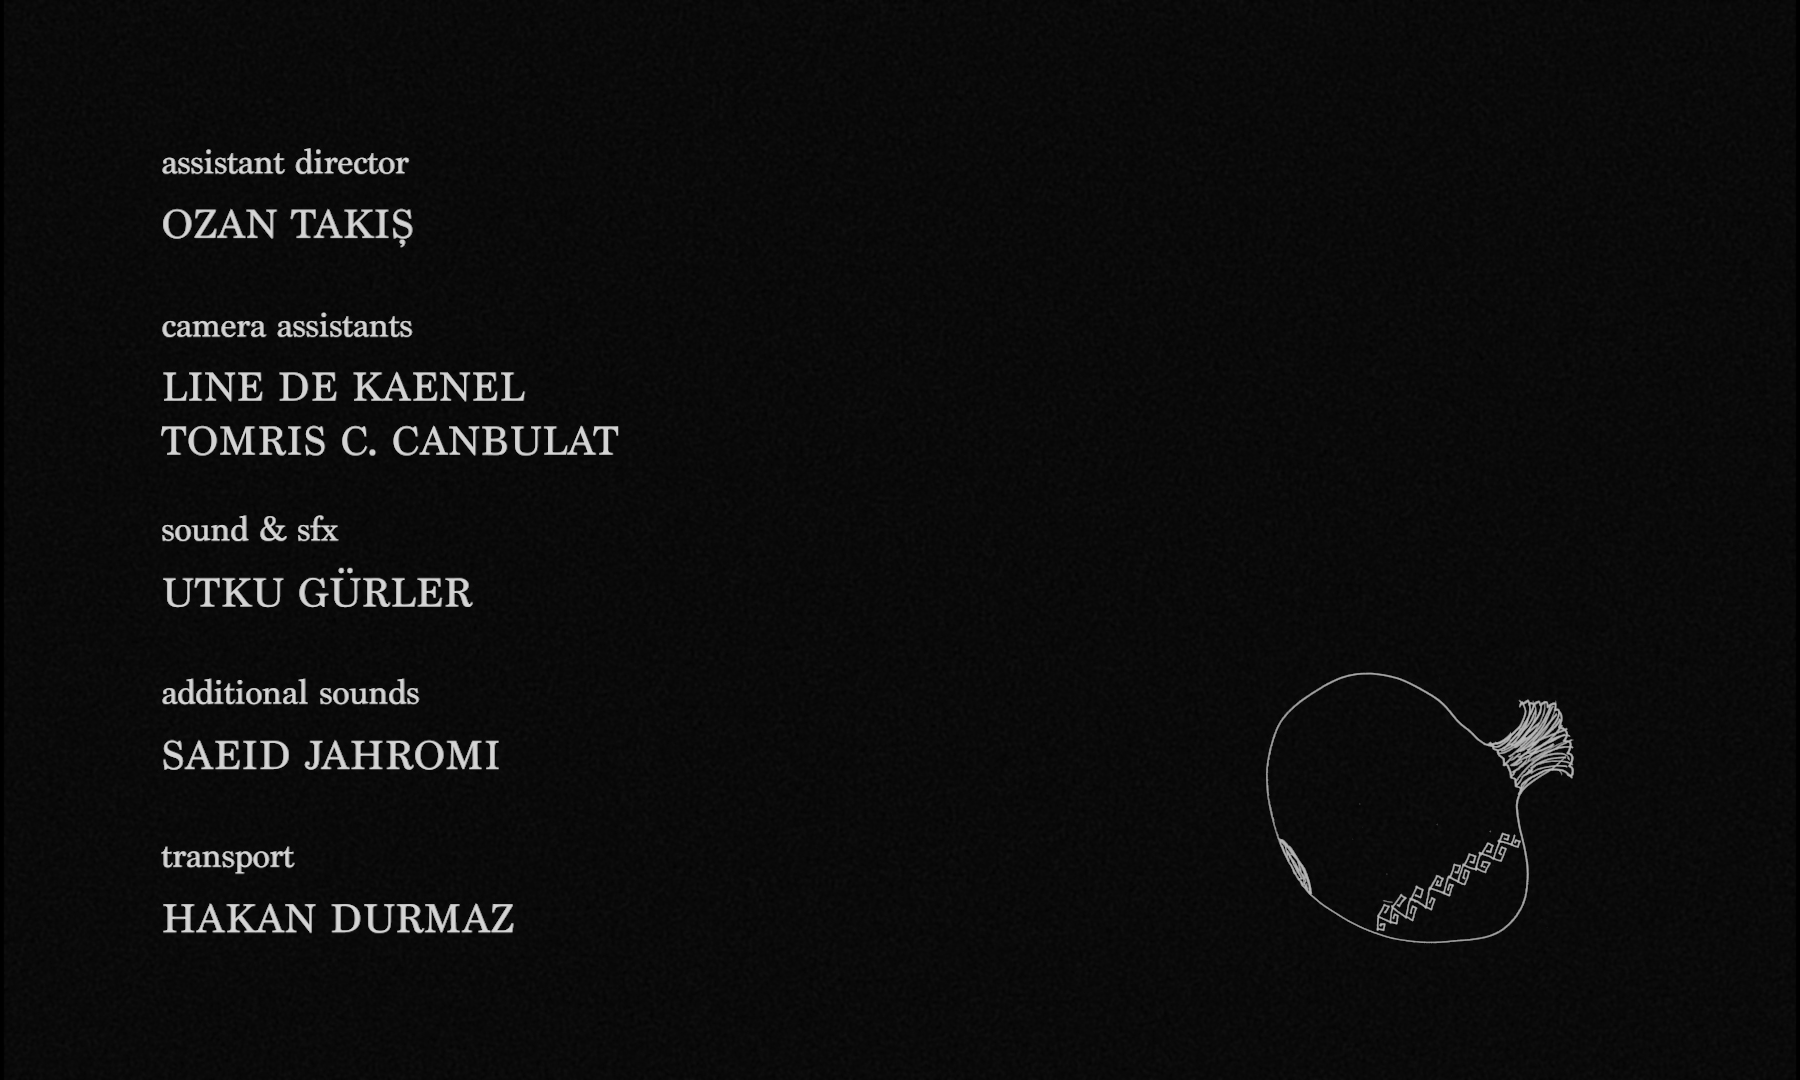 assistant director
OZAN TAKIŞ
camera assistants
LINE DE KAENEL
TOMRIS C. CANBULAT
sound & sfx
UTKU GÜRLER
additional sounds
SAEID JAHROMI
transport
HAKAN DURMAZ